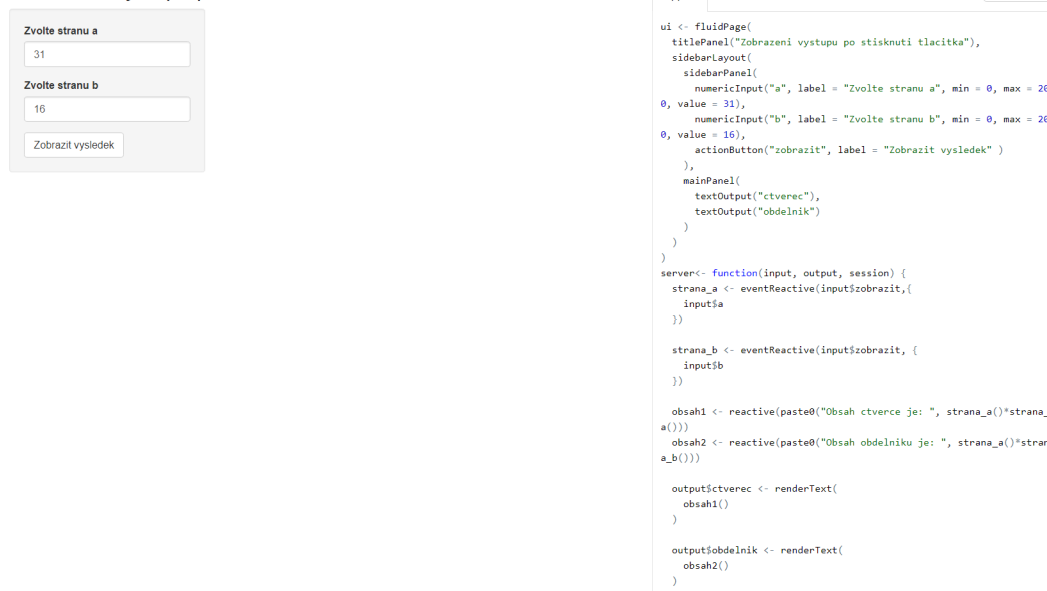 Zvolte stranu a
31
Zvolte stranu b
16
Zobrazit vysledek
ui <- fluidPage(
titlePanel("Zobrazeni vystupu po stisknuti tlacitka"),
sidebarLayout(
sidebarPanel(
numericInput("a", label = "Zvolte stranu a", min = 0, max = 20
0, value = 31),
numericInput("b", label = "Zvolte stranu b", min = 0, max = 20
0, value = 16),
actionButton("zobrazit", label = "Zobrazit vysledek" )
),
mainPanel(
textOutput("ctverec"),
textOutput("obdelnik")
)
)
)
server<- function(input, output, session) {
strana_a <- eventReactive(input$zobrazit,{
input$a
})
strana_b <- eventReactive(input$zobrazit, {
input$b
})
obsah1 <- reactive(paste0("Obsah ctverce je: ", strana_a()*strana_
a()))
obsah2 <- reactive(paste0("Obsah obdelniku je: ", strana_a()*stran
a_b()))
output$ctverec <- renderText(
obsah1()
)
output$obdelnik <- renderText(
obsah2()
)